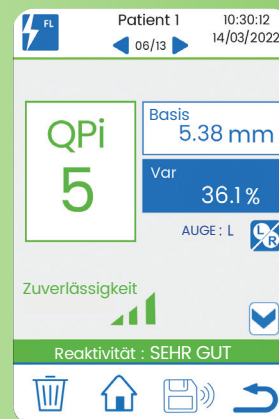 FL
Patient 1
10:30:12
06/13
14/03/2022
QPi
5
Basis
5.38 mm
Var
36.1 %
AUGE : L
L/R
Zuverlässigkeit
Reaktivität : SEHR GUT